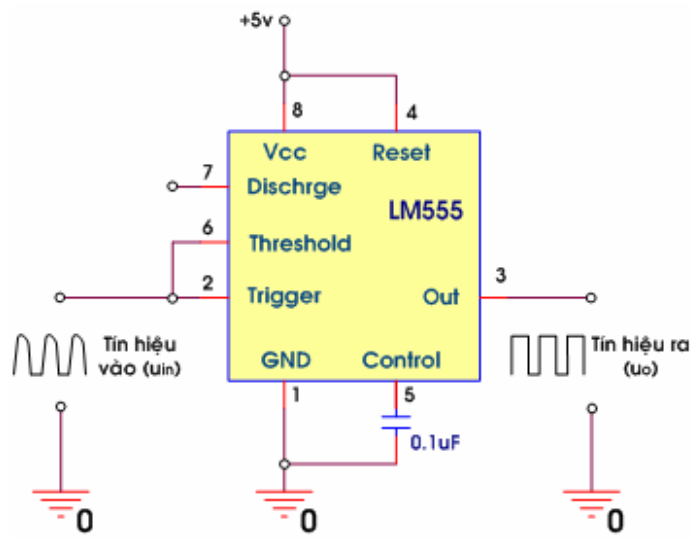 +5v
8
4
Vcc
Reset
7
Dischrge
LM555
6
Threshold
2
Trigger
Out
3
Tín hiệu
vào (uin)
Tín hiệu ra
(uo)
GND
Control
1
5
0.1uF
0
0
0